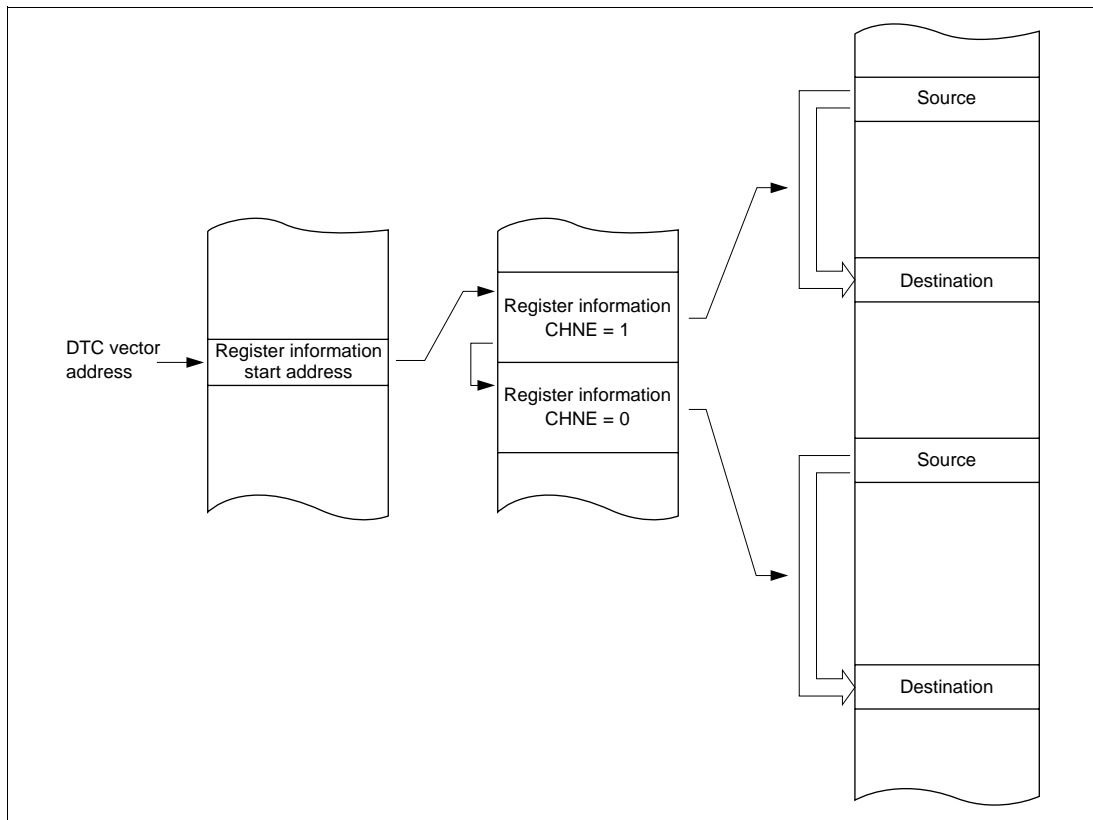 DTC vector
address
Register information
start address
Register information
CHNE = 1
Register information
CHNE = 0
Source
Destination
Source
Destination